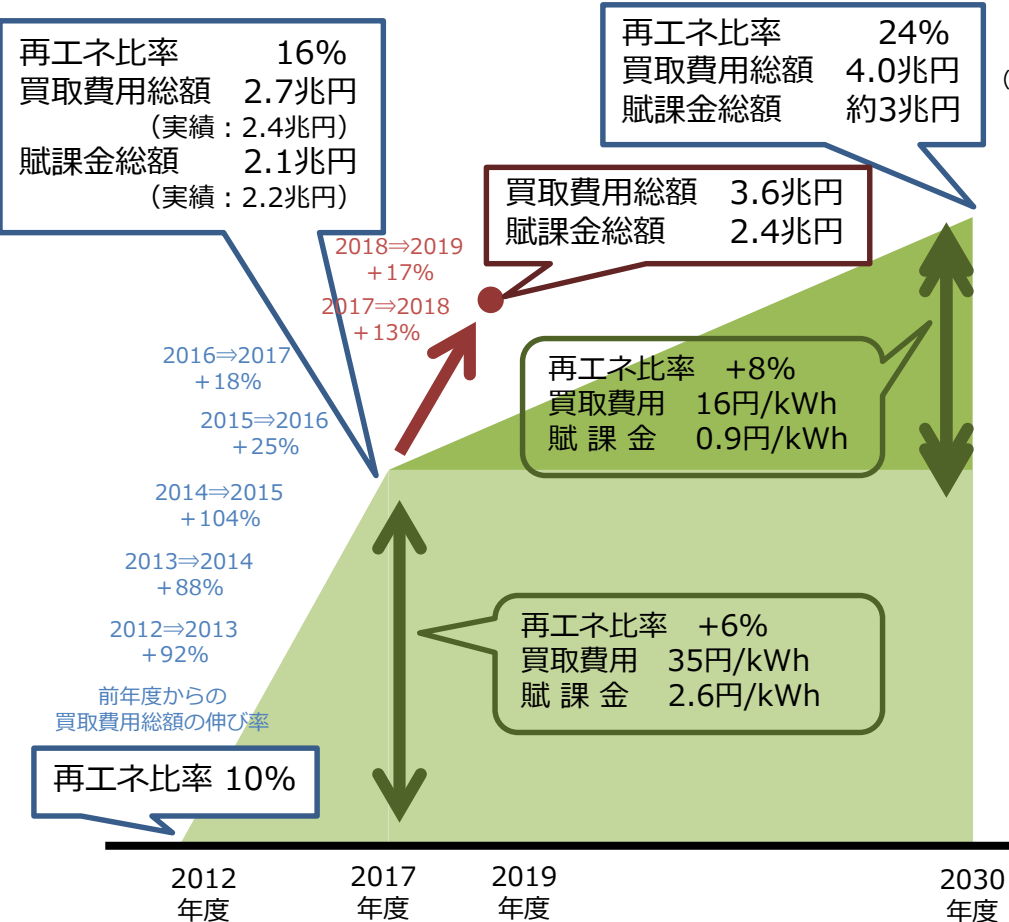 再エネ比率 16%
買取費用総額 2.7兆円
（実績：2.4兆円）
賦課金総額 2.1兆円
（実績：2.2兆円）
再エネ比率 24%
買取費用総額 4.0兆円
賦課金総額 約3兆円
（
買取費用総額 3.6兆円
賦課金総額 2.4兆円
2018⇒2019
+17%
2017⇒2018
+13%
2016⇒2017
+18%
2015⇒2016
+25%
2014⇒2015
+104%
2013⇒2014
+88%
2012⇒2013
+92%
前年度からの
買取費用総額の伸び率
再エネ比率 +8%
買取費用 16円/kWh
賦 課 金 0.9円/kWh
再エネ比率 +6%
買取費用 35円/kWh
賦 課 金 2.6円/kWh
再エネ比率 10%
2012
年度
2017
年度
2019
年度
2030
年度